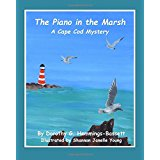 The Piano in the Marsh
A Cape Cod Mystery
By Dorothy G. Hemmings-Bassett
Illustrated by Shannon Janelle Young